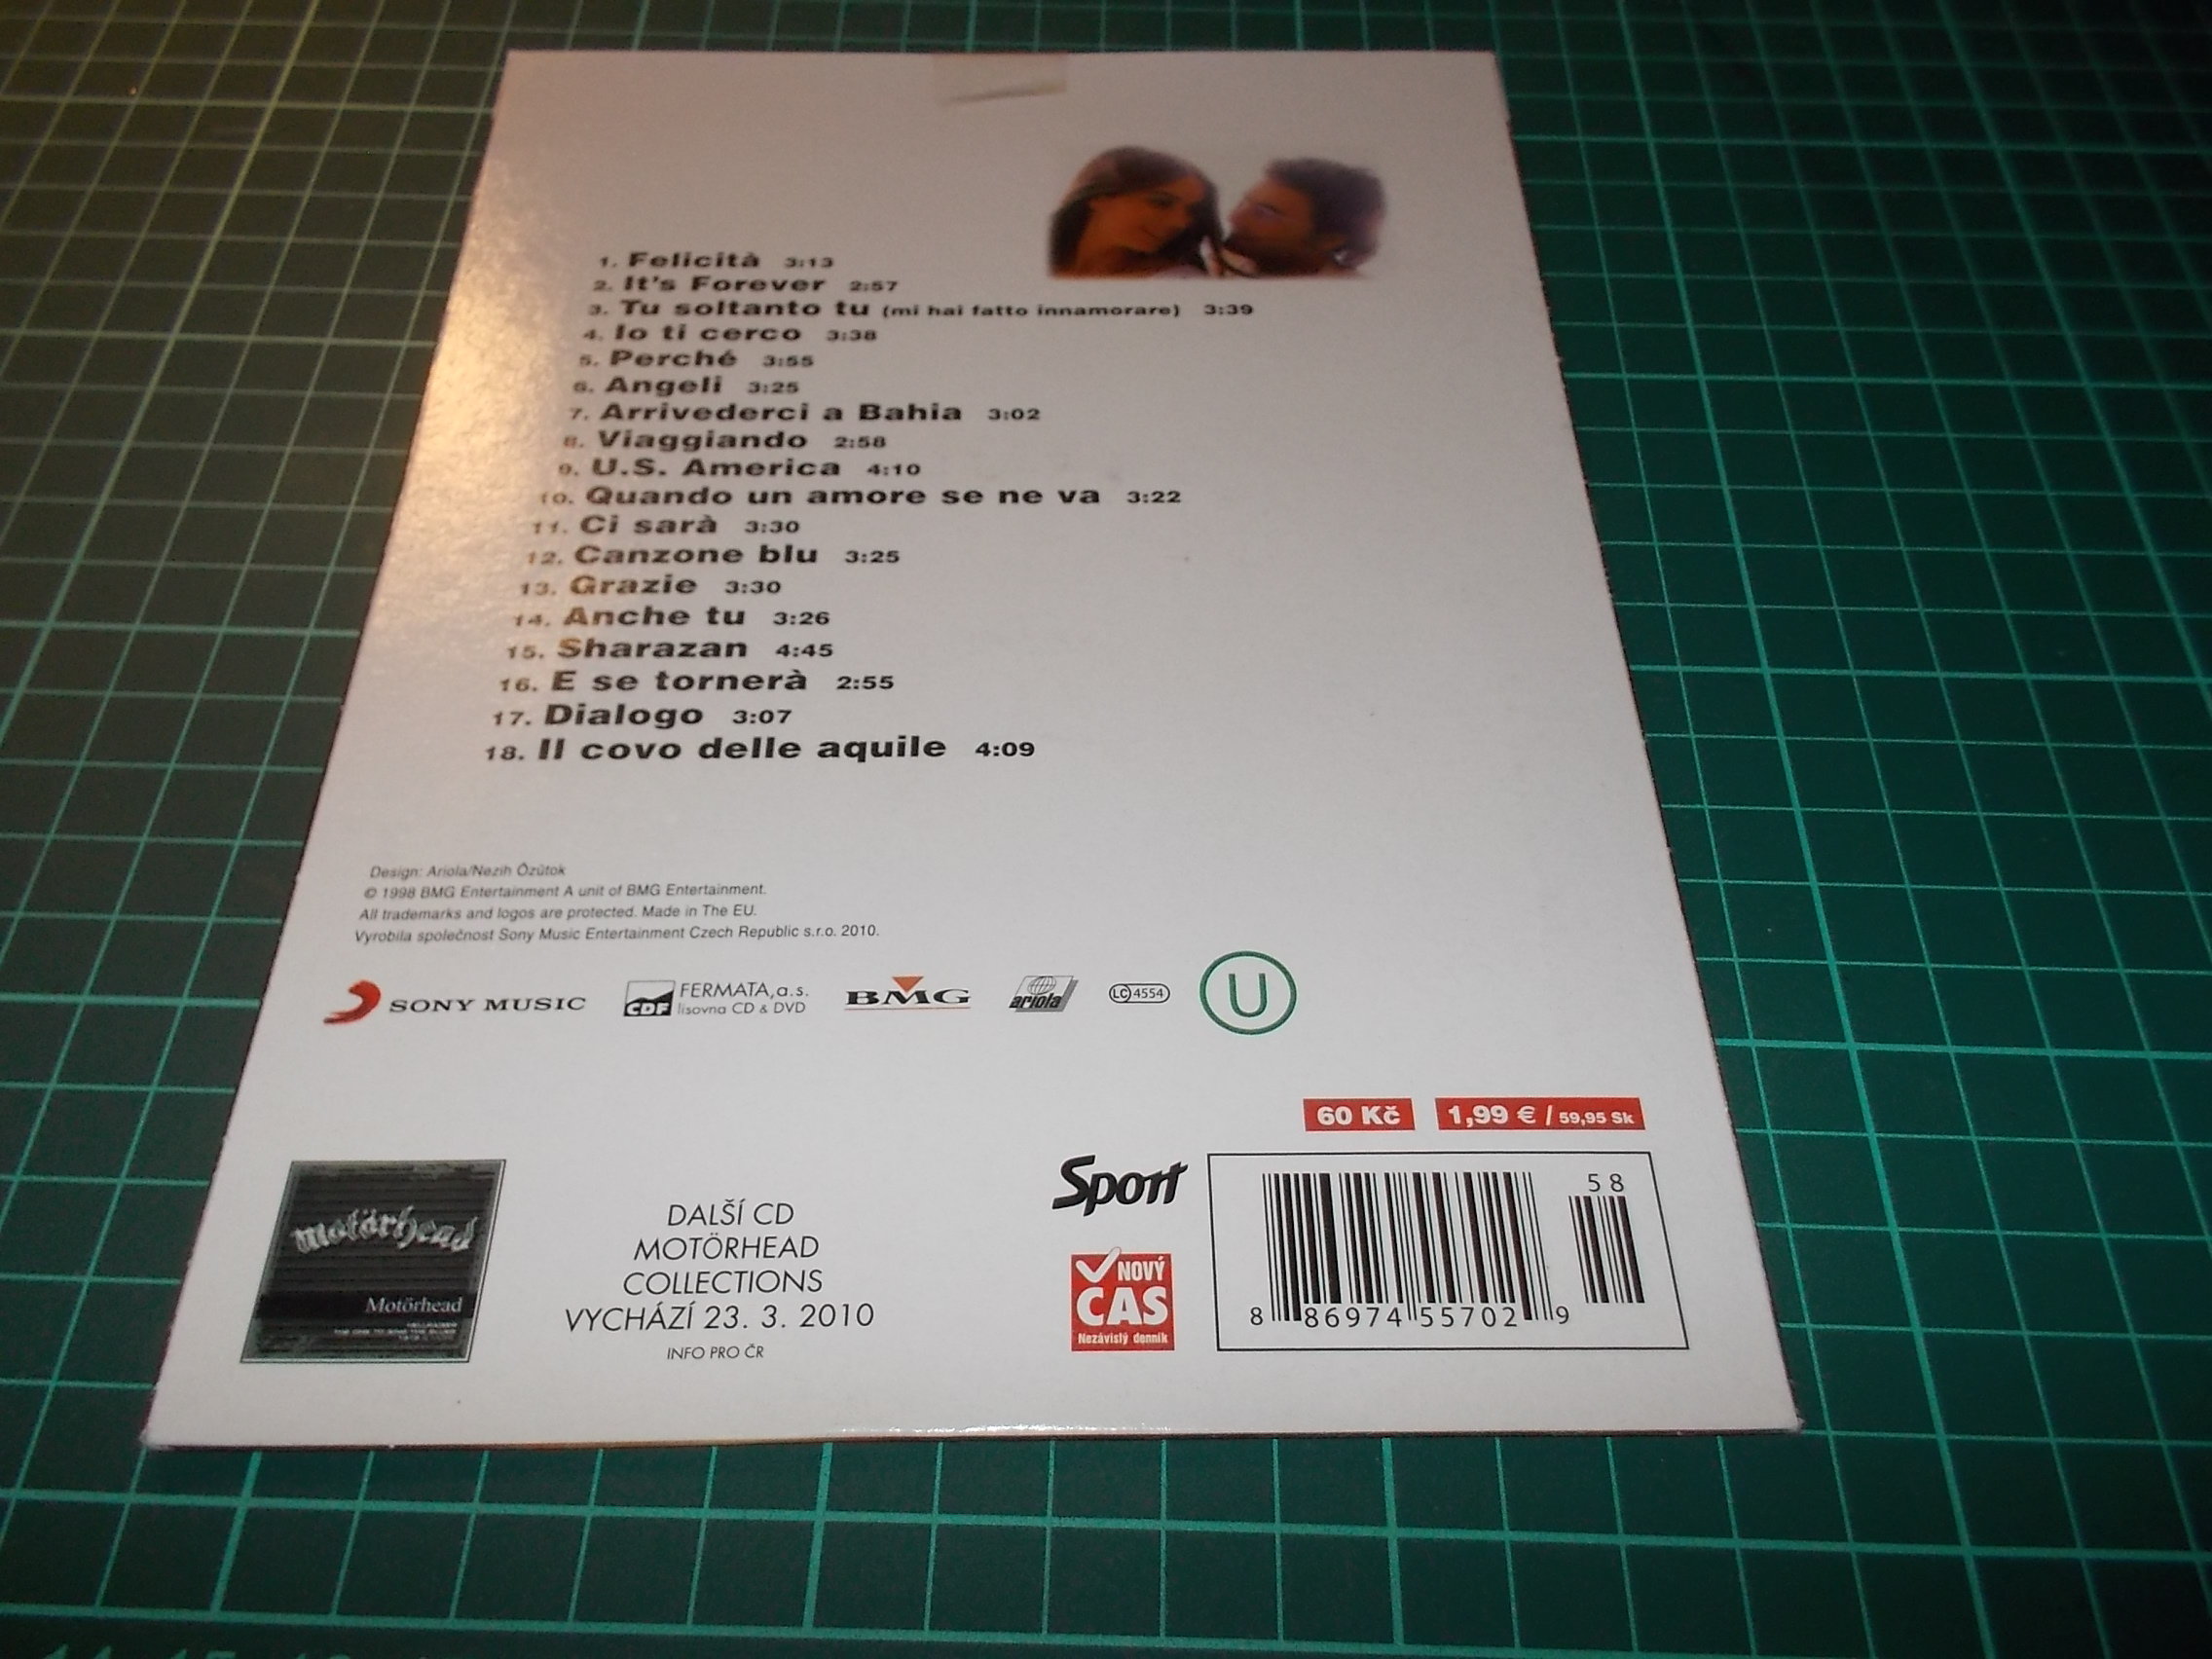 1. Felicità 3:13
2. It's Forever 2:57
3. Tu soltanto tu (mi hai fatto innamorare) 3:39
4. Io ti cerco 3:38
5. Perché 3:55
6. Angeli 3:25
7. Arrivederci a Bahia 3:02
8. Viaggiando 2:58
9. U.S. America 4:10
10. Quando un amore se ne va 3:22
11. Ci sarà 3:30
12. Canzone blu 3:25
13. Grazie 3:30
14. Anche tu 3:26
15. Sharazan 4:45
16. E se tornerà 2:55
17. Dialogo 3:07
18. Il covo delle aquile 4:09
Design: Ariola/Nezih Özütok
© 1998 BMG Entertainment A unit of BMG Entertainment.
All trademarks and logos are protected. Made in The EU.
Vyrobila společnost Sony Music Entertainment Czech Republic s.r.o. 2010.
SONY MUSIC
CDF FERMATA,a.s.
lisovna CD & DVD
BMG
ariola
LC 4554
U
60 Kč 1,99 € / 59,95 Sk
motörhead
Motörhead
DALŠÍ CD
MOTÖRHEAD
COLLECTIONS
VYCHÁZÍ 23. 3. 2010
INFO PRO ČR
Sport
NOVÝ
ČAS
Nezávislý denník
58
8 86974 55702 9